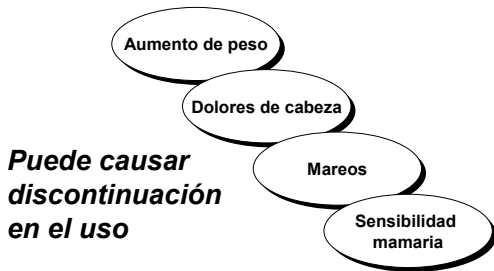 Aumento de peso
Dolores de cabeza
Puede causar
discontinuación
en el uso
Mareos
Sensibilidad
mamaria